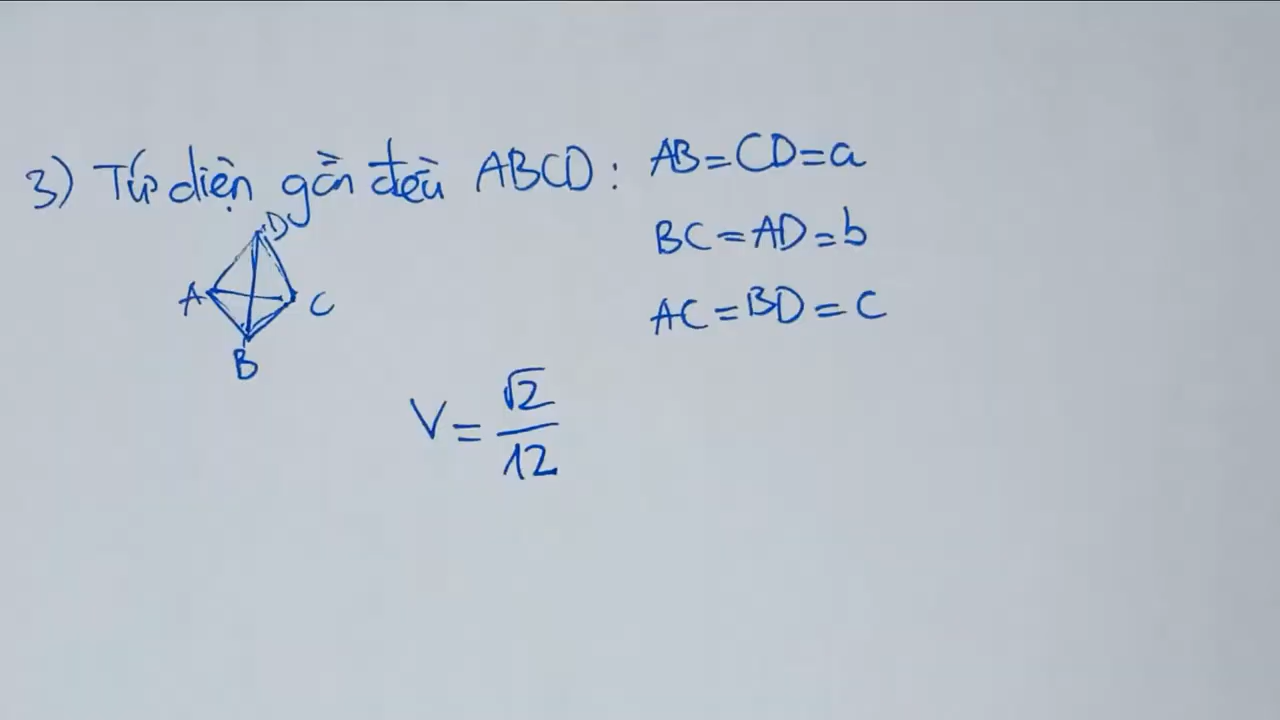 3) Tứ diện gần đều ABCD: AB=CD=a
BC=AD=b
AC=BD=c
D
A
C
B
V=√2/12